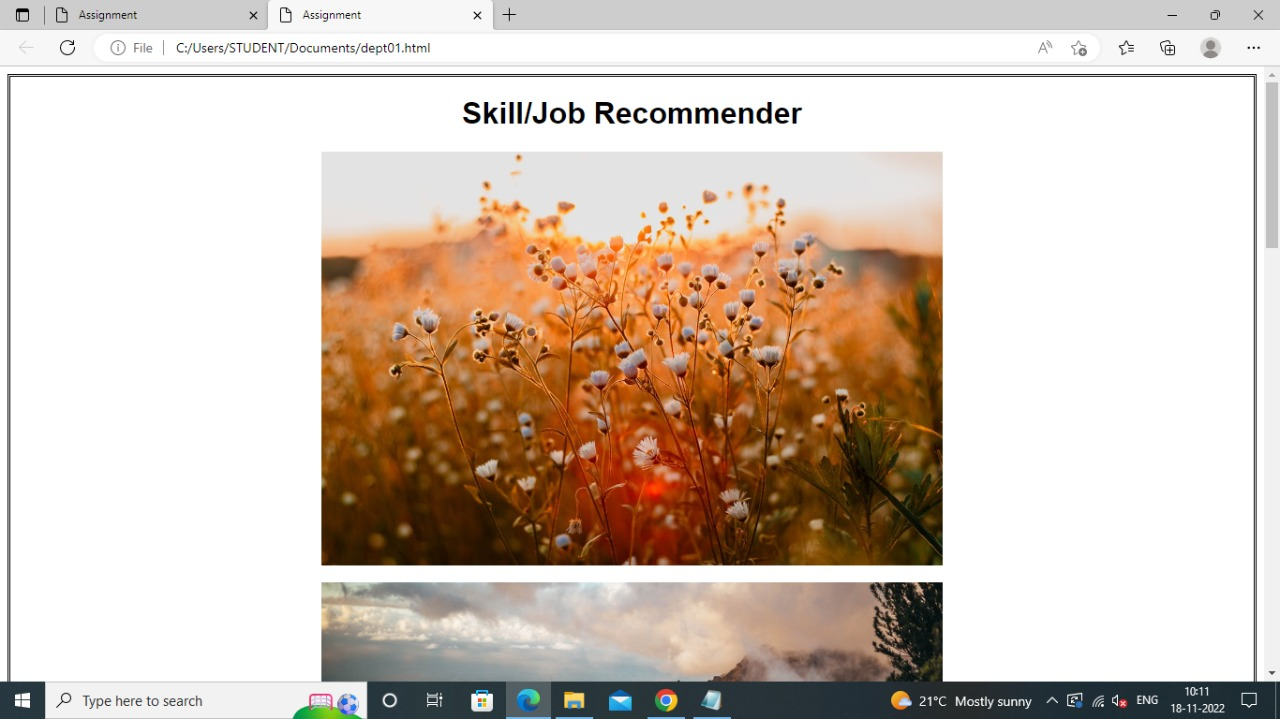 Assignment
Assignment
File
C:/Users/STUDENT/Documents/dept01.html
Skill/Job Recommender
Type here to search
21°C Mostly sunny
ENG
10:11
18-11-2022